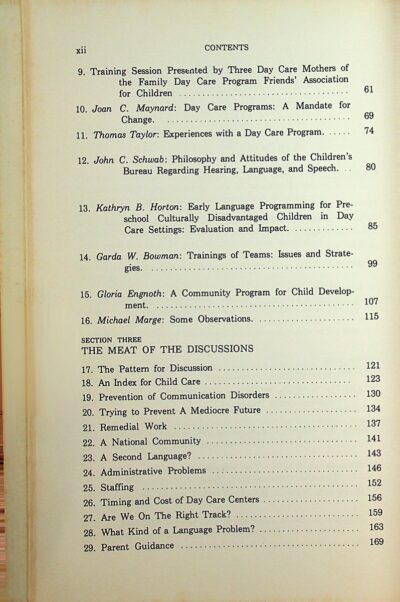 xii CONTENTS
9. Training Session Presented by Three Day Care Mothers of
the Family Day Care Program Friends' Association
for Children .................................... 61
10. Joan C. Maynard: Day Care Programs: A Mandate for
Change. .................................... 69
11. Thomas Taylor: Experiences with a Day Care Program. ..... 74
12. John C. Schwab: Philosophy and Attitudes of the Children's
Bureau Regarding Hearing, Language, and Speech. .. 80
13. Kathryn B. Horton: Early Language Programming for Pre-
school Culturally Disadvantaged Children in Day
Care Settings: Evaluation and Impact. ............. 85
14. Garda W. Bowman: Trainings of Teams: Issues and Strate-
gies. .................................... 99
15. Gloria Engnoth: A Community Program for Child Develop-
ment. .................................... 107
16. Michael Marge: Some Observations. ................... 115
SECTION THREE
THE MEAT OF THE DISCUSSIONS
17. The Pattern for Discussion .......................... 121
18. An Index for Child Care ............................. 123
19. Prevention of Communication Disorders ............... 130
20. Trying to Prevent A Mediocre Future ................. 134
21. Remedial Work .................................... 137
22. A National Community ............................... 141
23. A Second Language? ................................ 143
24. Administrative Problems ............................. 146
25. Staffing .................................... 152
26. Timing and Cost of Day Care Centers .................. 156
27. Are We On The Right Track? .......................... 159
28. What Kind of a Language Problem? .................... 163
29. Parent Guidance .................................... 169